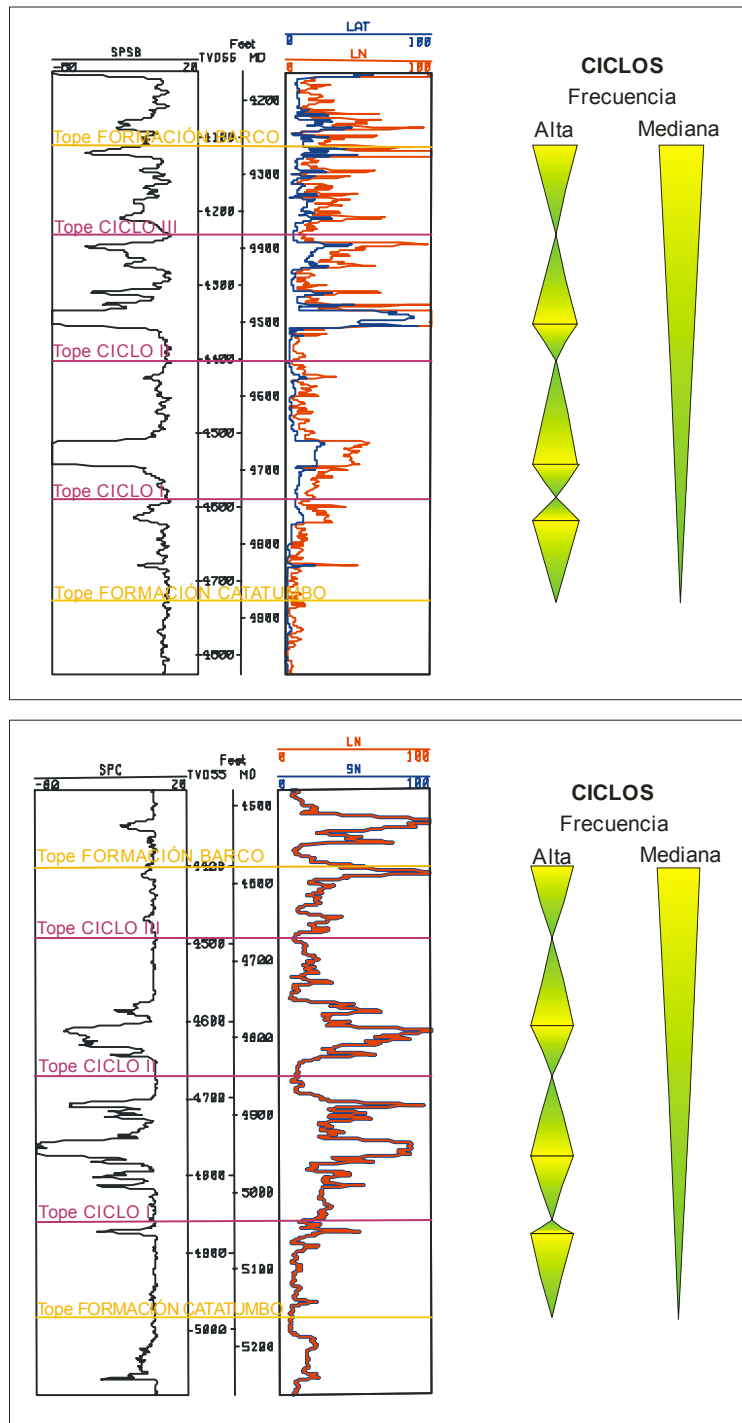 LAT
0 100
SPSB Feet LN
-80 20 TVDSS MD 0 100
CICLOS
Frecuencia
Alta Mediana
4200
Tope FORMACIÓN BARCO
-4100
4300
-4200
Tope CICLO III
4400
-4300
4500
Tope CICLO II
-4400
4600
-4500
4700
Tope CICLO I
-4600
4800
-4700
Tope FORMACIÓN CATATUMBO
4900
-4800
LN
Feet 0 100
SPC TVDSS MD SN
-80 20 0 100
CICLOS
Frecuencia
Alta Mediana
4500
Tope FORMACIÓN BARCO
-4400
4600
Tope CICLO III
-4500
4700
-4600
4800
Tope CICLO II
-4700
4900
-4800
5000
Tope CICLO I
-4900
5100
Tope FORMACIÓN CATATUMBO
-5000
5200